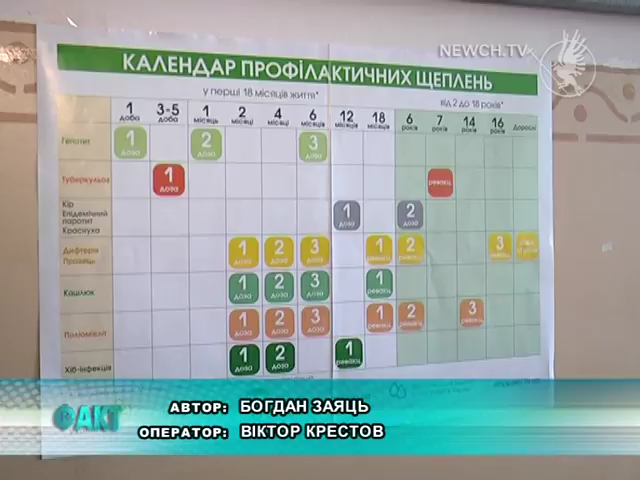 NEWCH.TV
КАЛЕНДАР ПРОФІЛАКТИЧНИХ ЩЕПЛЕНЬ
у перші 18 місяців життя*
від 2 до 18 років*
1 доба 3-5 доба 1 місяць 2 місяці 4 місяці 6 місяців 12 місяців 18 місяців 6 років 7 років 14 років 16 років Дорослі
Гепатит 1 доза 2 доза 3 доза
Туберкульоз 1 доза ревакц
Кір
Епідемічний паротит
Краснуха
1 доза 2 доза
Дифтерія
Правець
1 доза 2 доза 3 доза 1 ревакц 2 ревакц 3 ревакц
Кашлюк 1 доза 2 доза 3 доза 1 ревакц
Поліомієліт 1 доза 2 доза 3 доза 1 ревакц 2 ревакц 3 ревакц
Хіб-інфекція 1 доза 2 доза 1 ревакц
ФАКТ
АВТОР: БОГДАН ЗАЯЦЬ
ОПЕРАТОР: ВІКТОР КРЕСТОВ